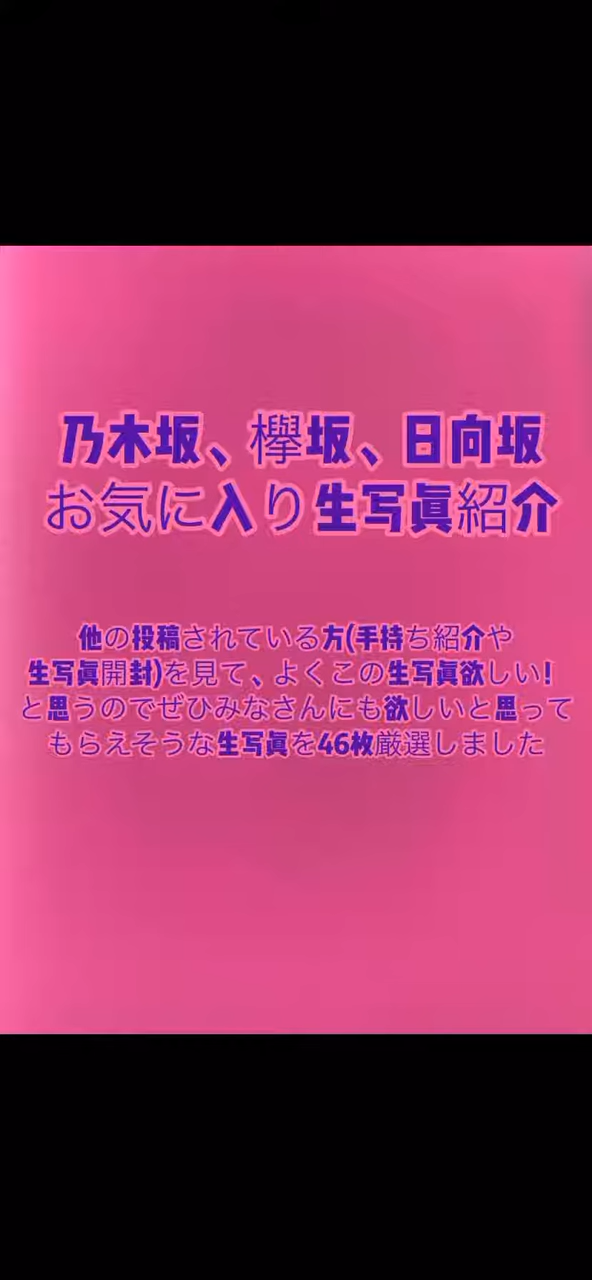 乃木坂、欅坂、日向坂
お気に入り生写眞紹介
他の投稿されている方(手持ち紹介や
生写眞開封)を見て、よくこの生写眞欲しい!
と思うのでぜひみなさんにも欲しいと思って
もらえそうな生写眞を46枚厳選しました